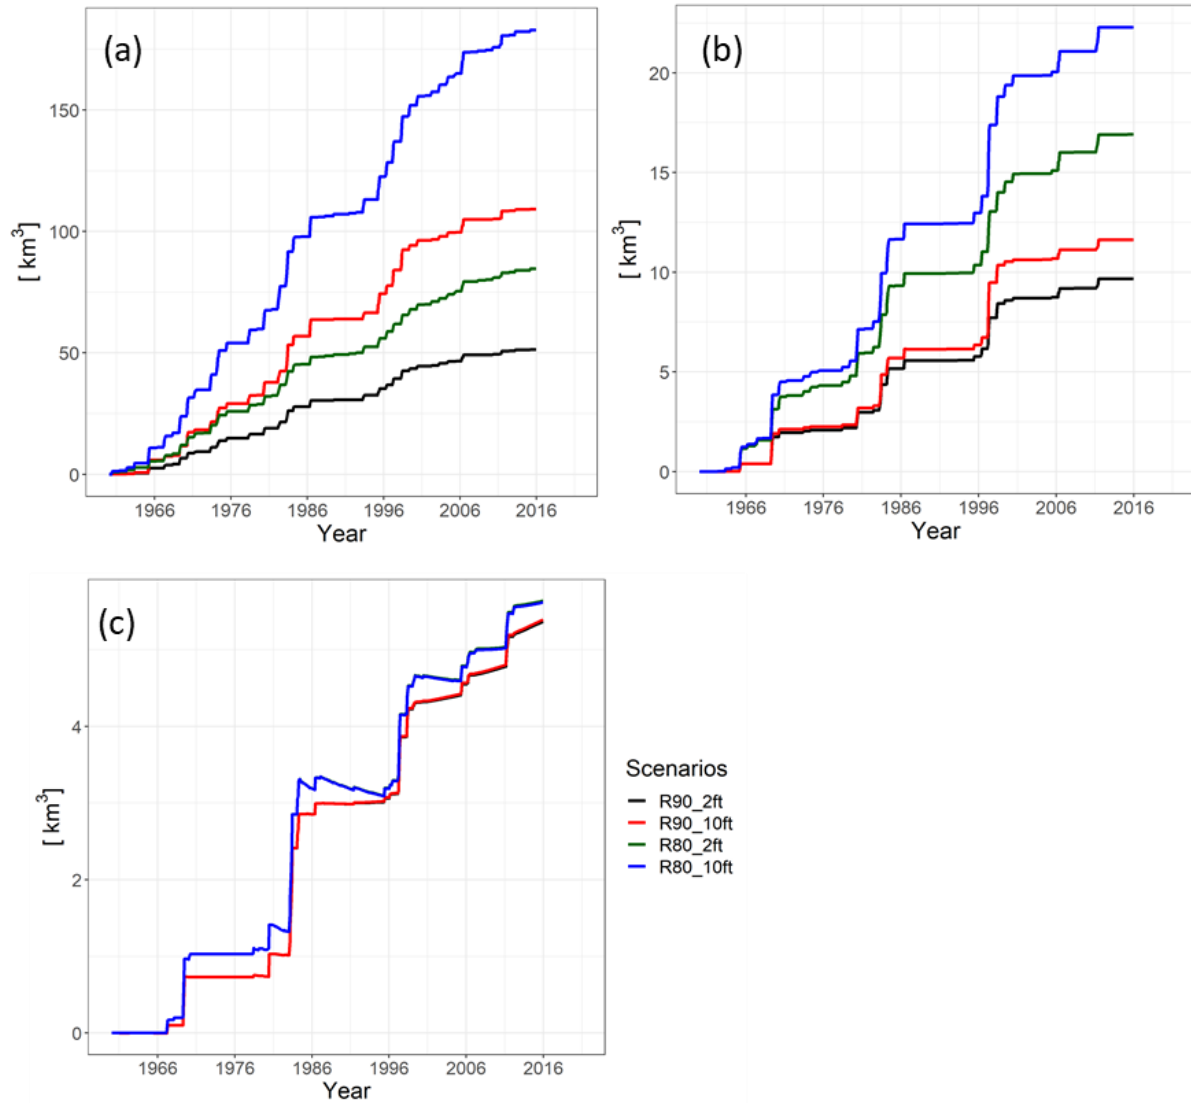 (a)
[ km³]
150
100
50
0
1966 1976 1986 1996 2006 2016
Year
(b)
[ km³]
20
15
10
5
0
1966 1976 1986 1996 2006 2016
Year
(c)
[ km³]
4
2
0
1966 1976 1986 1996 2006 2016
Year
Scenarios
R90_2ft
R90_10ft
R80_2ft
R80_10ft